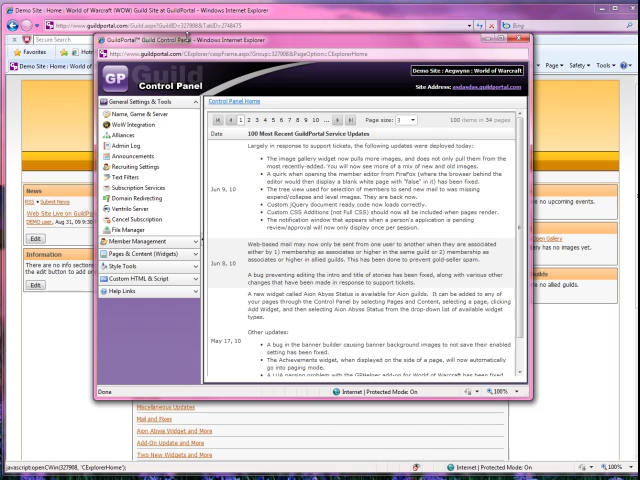 Demo Site : Home : World of Warcraft (WOW) Guild Site at GuildPortal - Windows Internet Explorer
http://www.guildportal.com/Guild.aspx?GuildID=327908&TabID=2748475
Bing
Secure Search
Favorites
Demo Site : Home : World of
Page
Safety
Tools
GuildPortal™ Guild Control Panel - Windows Internet Explorer
http://www.guildportal.com/CExplorer/cexpFrame.aspx?Group=327908&PageOption=CExplorerHome
GP
Guild
Control Panel
Demo Site : Aegwynn : World of Warcraft
Site Address: asdasdas.guildportal.com
General Settings & Tools
Name, Game & Server
WoW Integration
Alliances
Admin Log
Announcements
Recruiting Settings
Text Filters
Subscription Services
Domain Redirecting
Ventrilo Server
Cancel Subscription
File Manager
Member Management
Pages & Content (Widgets)
Style Tools
Custom HTML & Script
Help Links
Control Panel Home
1 2 3 4 5 6 7 8 9 10 ... Page size: 3 100 items in 34 pages
Date 100 Most Recent GuildPortal Service Updates
Largely in response to support tickets, the following updates were deployed today:
• The image gallery widget now pulls more images, and does not only pull them from the
most recently-added. You will now see more of a mix of new and old images.
• A quirk when opening the member editor from FireFox (where the browser behind the
editor would then display a blank white page with "false" in it) has been fixed.
Jun 9, 10
• The tree view used for selection of members to send new mail to was missing
expand/collapse and level images. They are back now.
• Custom jQuery document ready code now loads correctly.
• Custom CSS Additions (not Full CSS) should now all be included when pages render.
• The notification window that appears when a person's application is pending
review/approval will now only display once per session.
Web-based mail may now only be sent from one user to another when they are associated
either by 1) membership as associates or higher in the same guild or 2) membership as
associates or higher in allied guilds. This has been done to prevent gold-seller spam.
Jun 8, 10
A bug preventing editing the intro and title of stories has been fixed, along with various other
changes that have been made in response to support tickets.
A new widget called Aion Abyss Status is available for Aion guilds. It can be added to any of
your pages through the Control Panel by selecting Pages and Content, selecting a page, clicking
Add Widget, and then selecting Aion Abyss Status from the drop-down list of available widget
types.
Other updates:
May 17, 10
• A bug in the banner builder causing banner background images to not save their enabled
setting has been fixed.
• The Achievements widget, when displayed on the side of a page, will now automatically
go into paging mode.
• A LUA parsing problem with the GPHelper add-on for World of Warcraft has been fixed.
Done
Internet | Protected Mode: On
100%
News
RSS • Submit News
Web Site Live on GuildPo
DEMO user, Aug 31, 09 9:30
Edit
Information
There are no info section
the edit button to add on
Edit
no upcoming events.
Open Gallery
ery has no images yet.
uilds
e no allied guilds.
Miscellaneous Updates
Mail and Fixes
Aion Abyss Widget and More
Add-On Update and More
Two New Widgets and More
javascript:openCWin(327908, 'CExplorerHome');
Internet | Protected Mode: On
100%